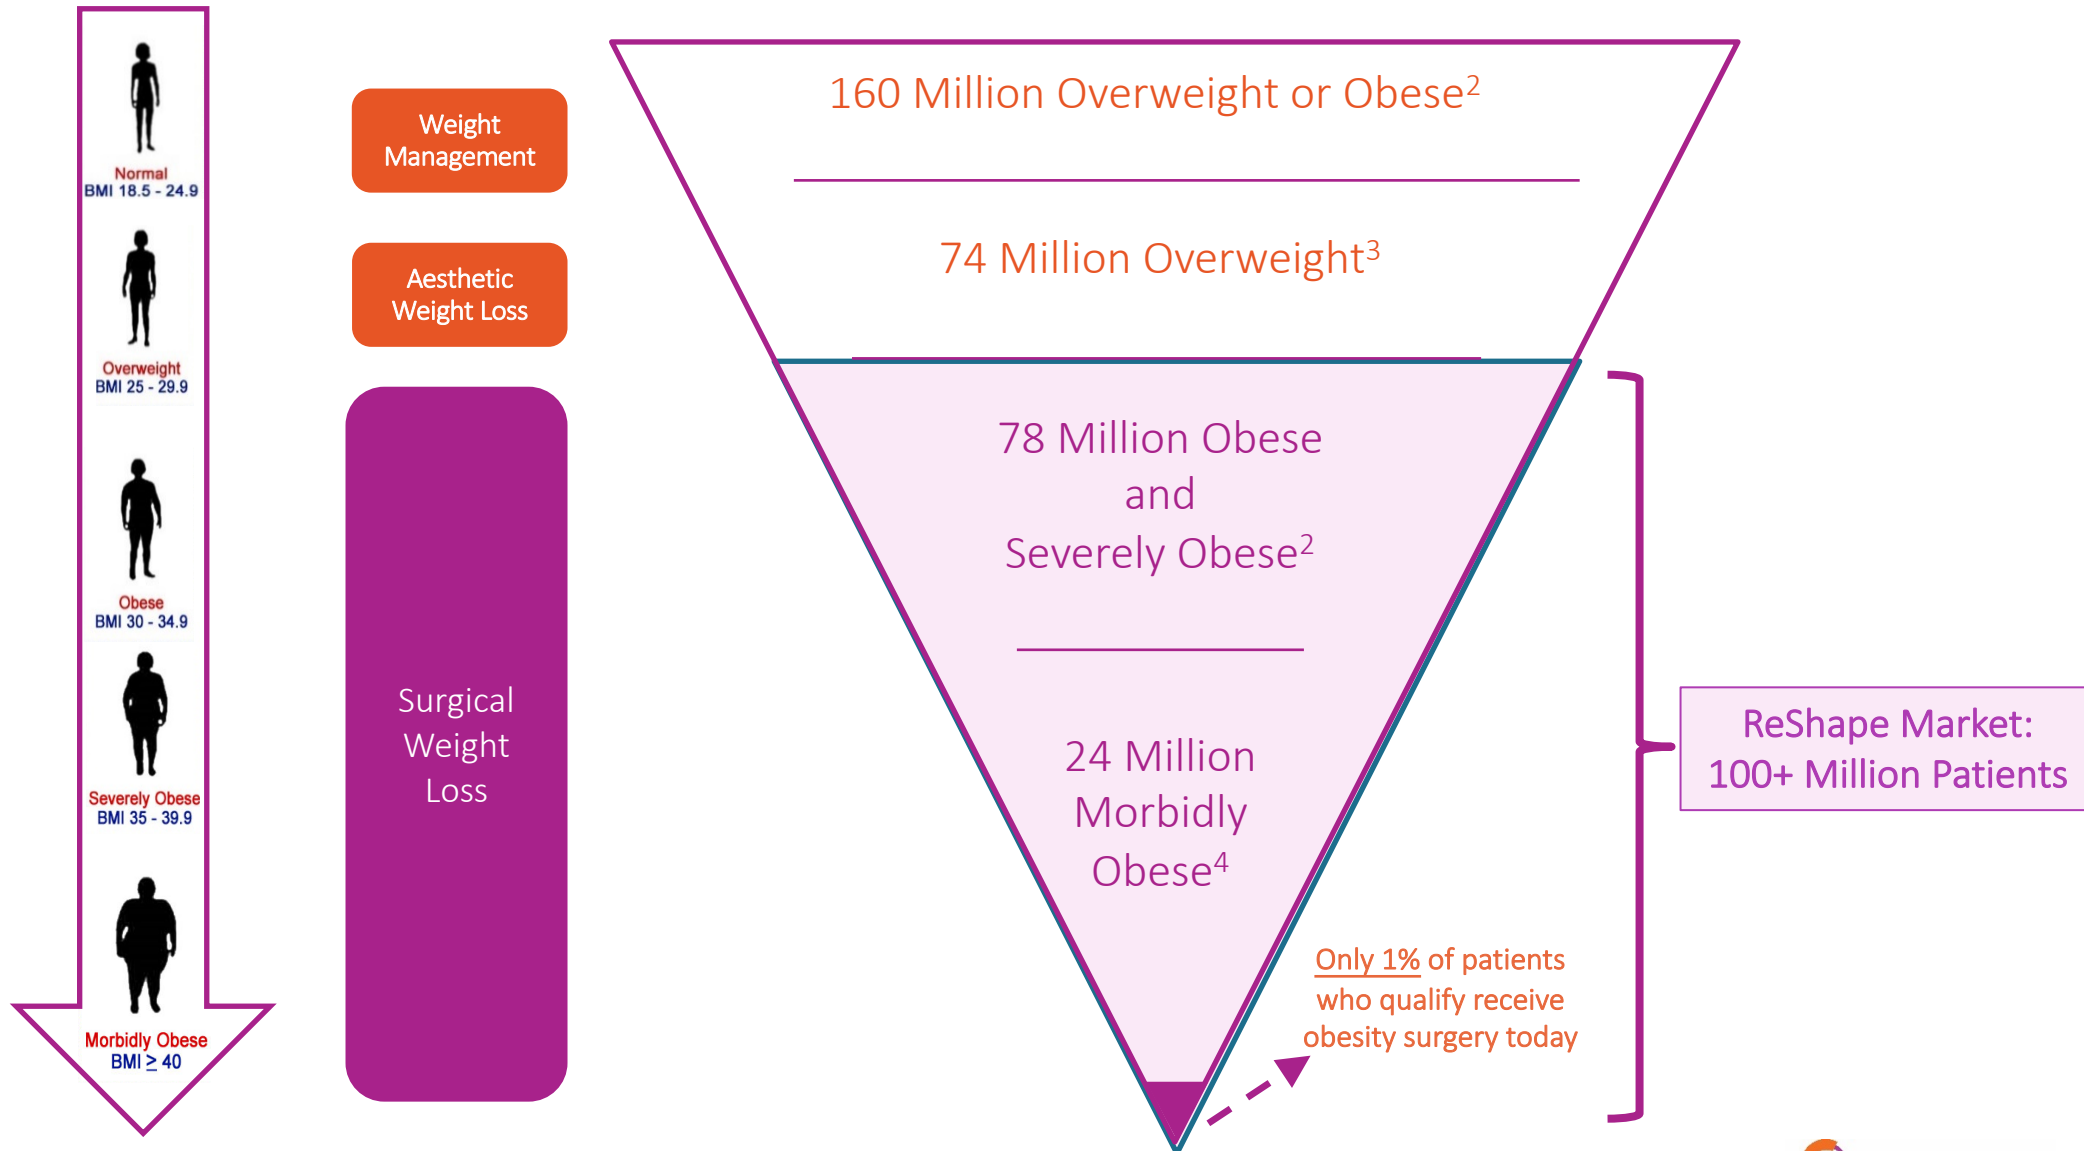 Normal
BMI 18.5 - 24.9
Overweight
BMI 25 - 29.9
Obese
BMI 30 - 34.9
Severely Obese
BMI 35 - 39.9
Morbidly Obese
BMI ≥ 40
Weight
Management
Aesthetic
Weight Loss
Surgical
Weight
Loss
160 Million Overweight or Obese²
74 Million Overweight³
78 Million Obese
and
Severely Obese²
24 Million
Morbidly
Obese⁴
Only 1% of patients
who qualify receive
obesity surgery today
ReShape Market:
100+ Million Patients